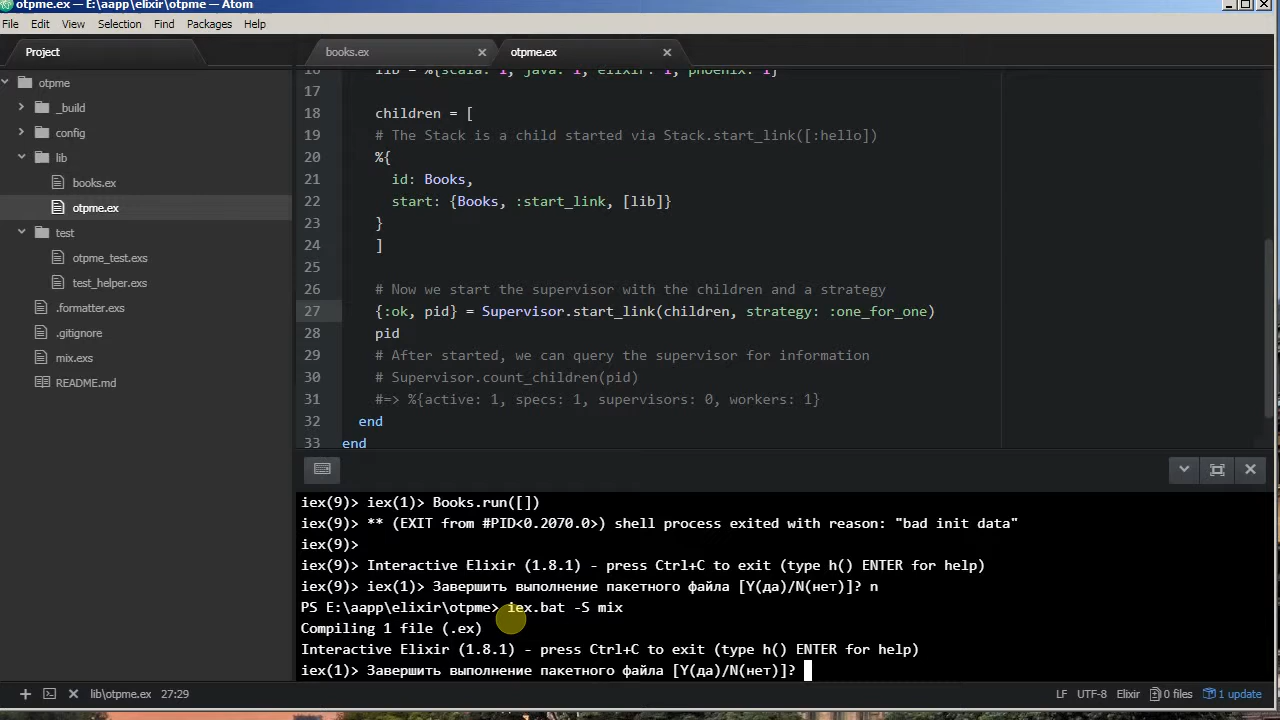 otpme.ex — E:\aapp\elixir\otpme — Atom
File Edit View Selection Find Packages Help
Project
books.ex
otpme.ex
otpme
_build
config
lib
books.ex
otpme.ex
test
otpme_test.exs
test_helper.exs
.formatter.exs
.gitignore
mix.exs
README.md
16 lib = %{scala: 1, java: 1, elixir: 1, phoenix: 1}
17
18 children = [
19 # The Stack is a child started via Stack.start_link([:hello])
20 %{
21 id: Books,
22 start: {Books, :start_link, [lib]}
23 }
24 ]
25
26 # Now we start the supervisor with the children and a strategy
27 {:ok, pid} = Supervisor.start_link(children, strategy: :one_for_one)
28 pid
29 # After started, we can query the supervisor for information
30 # Supervisor.count_children(pid)
31 #=> %{active: 1, specs: 1, supervisors: 0, workers: 1}
32 end
33 end
iex(9)> iex(1)> Books.run([])
iex(9)> ** (EXIT from #PID<0.2070.0>) shell process exited with reason: "bad init data"
iex(9)>
iex(9)> Interactive Elixir (1.8.1) - press Ctrl+C to exit (type h() ENTER for help)
iex(9)> iex(1)> Завершить выполнение пакетного файла [Y(да)/N(нет)]? n
PS E:\aapp\elixir\otpme> iex.bat -S mix
Compiling 1 file (.ex)
Interactive Elixir (1.8.1) - press Ctrl+C to exit (type h() ENTER for help)
iex(1)> Завершить выполнение пакетного файла [Y(да)/N(нет)]?
lib\otpme.ex 27:29 LF UTF-8 Elixir 0 files 1 update